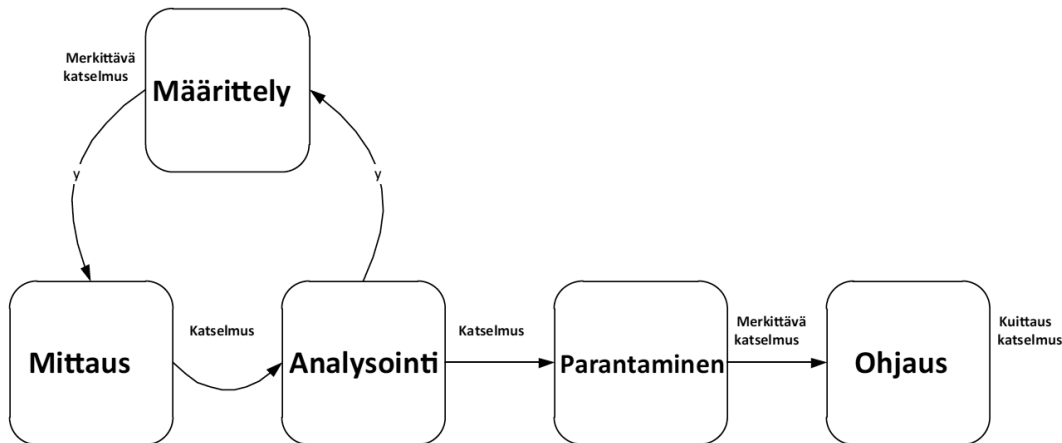 Merkittävä
katselmus
Määrittely
y
y
Mittaus
Katselmus
Analysointi
Katselmus
Parantaminen
Merkittävä
katselmus
Ohjaus
Kuittaus
katselmus